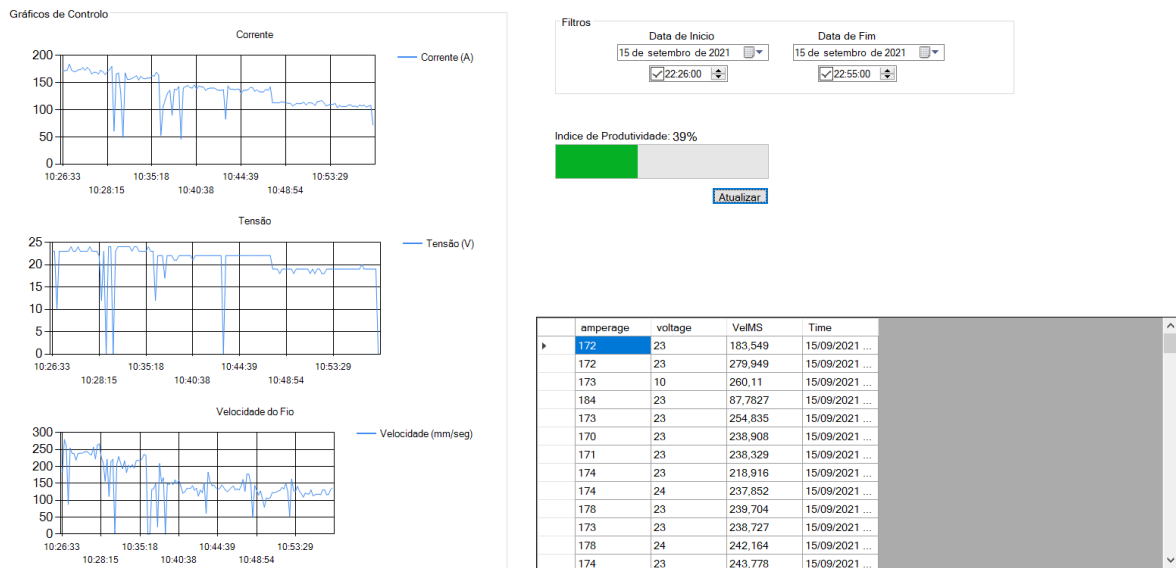 Gráficos de Controlo
Corrente
Corrente (A)
200
150
100
50
0
10:26:33 10:35:18 10:44:39 10:53:29
10:28:15 10:40:38 10:48:54
Tensão
Tensão (V)
25
20
15
10
5
0
10:26:33 10:35:18 10:44:39 10:53:29
10:28:15 10:40:38 10:48:54
Velocidade do Fio
Velocidade (mm/seg)
300
250
200
150
100
50
0
10:26:33 10:35:18 10:44:39 10:53:29
10:28:15 10:40:38 10:48:54
Filtros
Data de Inicio Data de Fim
15 de setembro de 2021 15 de setembro de 2021
22:26:00 22:55:00
Indice de Produtividade: 39%
Atualizar
amperage voltage VelMS Time
172 23 183,549 15/09/2021 ...
172 23 279,949 15/09/2021 ...
173 10 260,11 15/09/2021 ...
184 23 87,7827 15/09/2021 ...
173 23 254,835 15/09/2021 ...
170 23 238,908 15/09/2021 ...
171 23 238,329 15/09/2021 ...
174 23 218,916 15/09/2021 ...
174 24 237,852 15/09/2021 ...
178 23 239,704 15/09/2021 ...
173 23 238,727 15/09/2021 ...
178 24 242,164 15/09/2021 ...
174 23 243,778 15/09/2021 ...